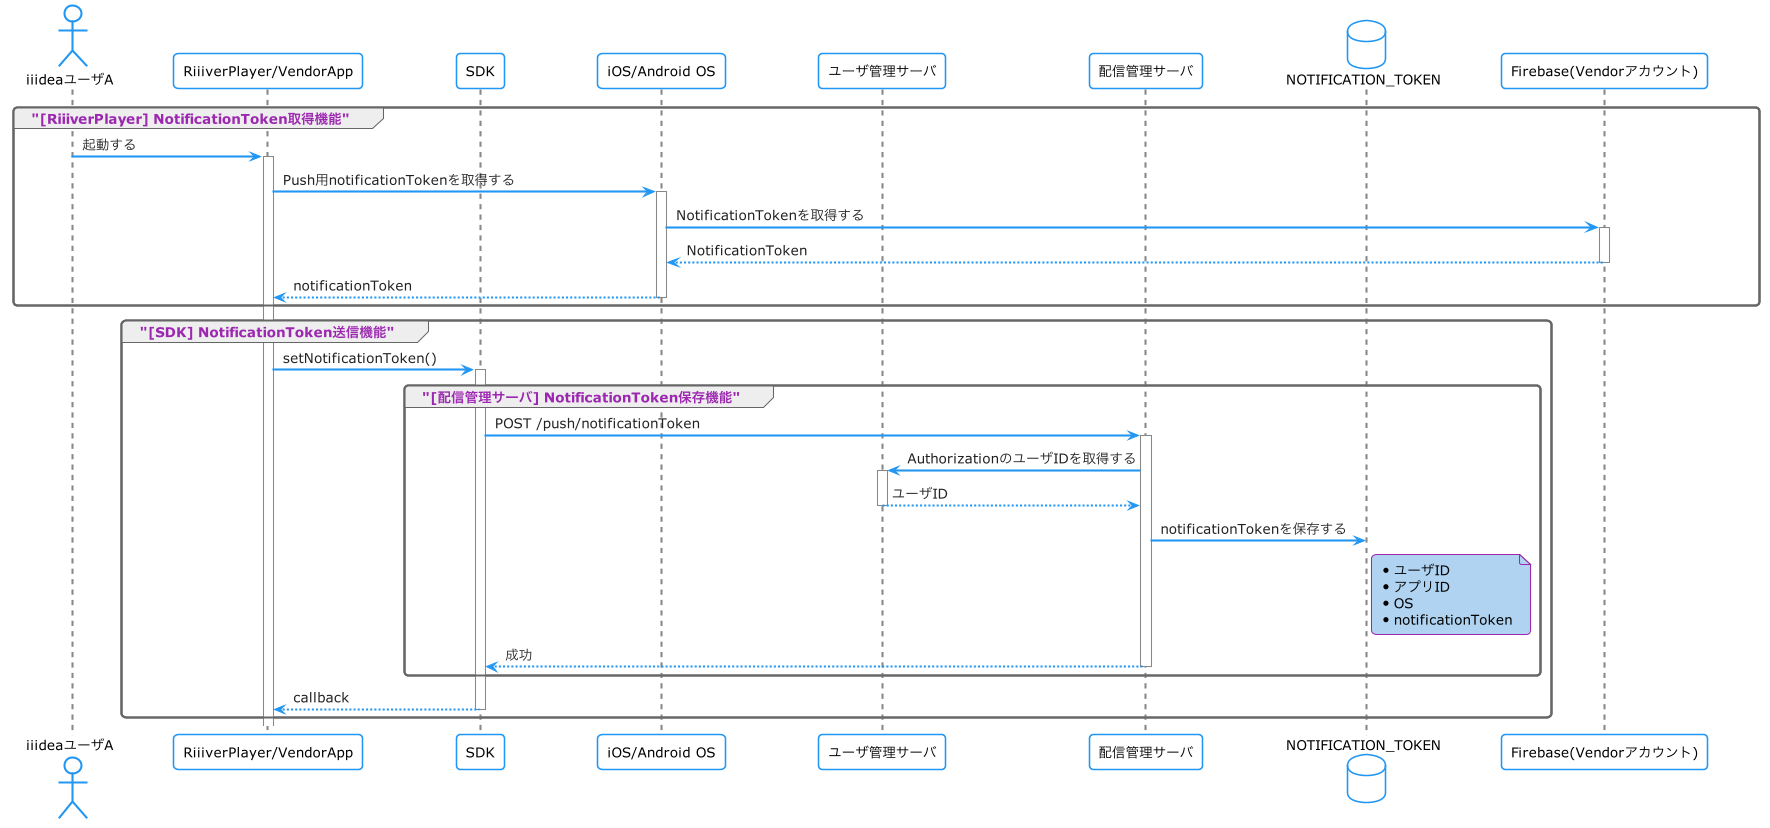 iiideaユーザA
RiiiverPlayer/VendorApp
SDK
iOS/Android OS
ユーザ管理サーバ
配信管理サーバ
NOTIFICATION_TOKEN
Firebase(Vendorアカウント)
"[RiiiverPlayer] NotificationToken取得機能"
起動する
Push用notificationTokenを取得する
NotificationTokenを取得する
NotificationToken
notificationToken
"[SDK] NotificationToken送信機能"
setNotificationToken()
"[配信管理サーバ] NotificationToken保存機能"
POST /push/notificationToken
AuthorizationのユーザIDを取得する
ユーザID
notificationTokenを保存する
• ユーザID
• アプリID
• OS
• notificationToken
成功
callback
iiideaユーザA
RiiiverPlayer/VendorApp
SDK
iOS/Android OS
ユーザ管理サーバ
配信管理サーバ
NOTIFICATION_TOKEN
Firebase(Vendorアカウント)